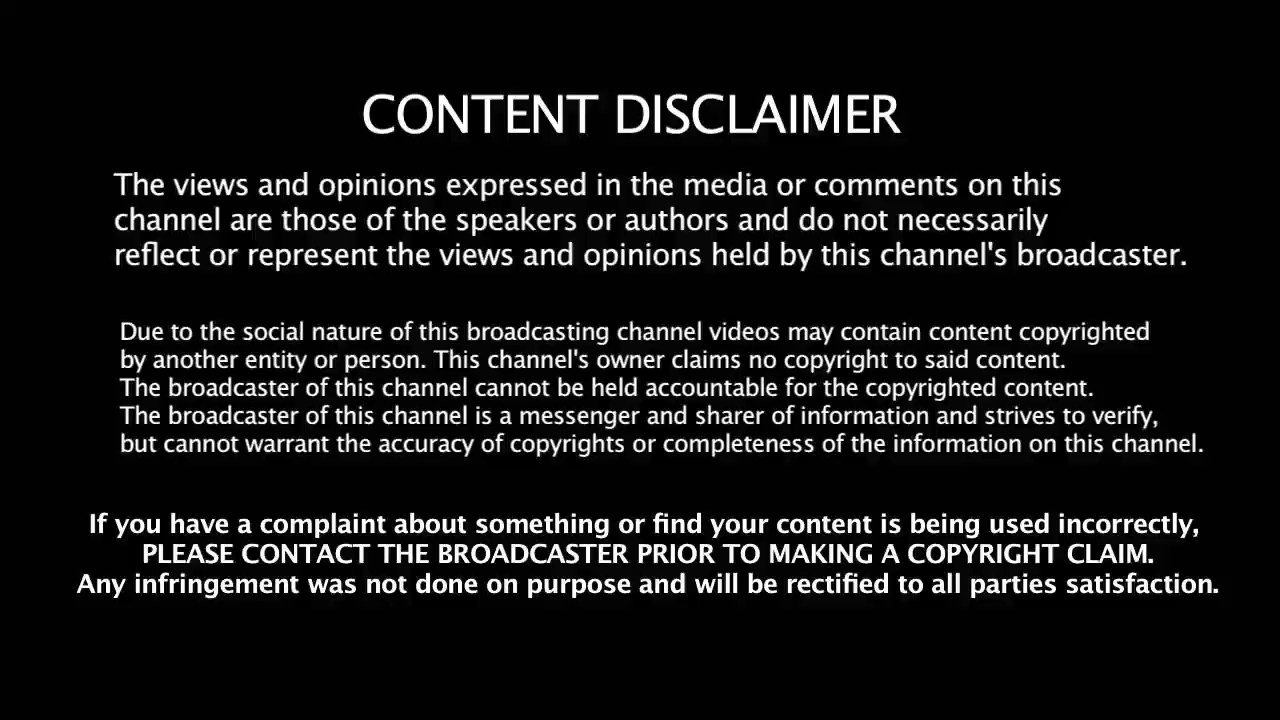 CONTENT DISCLAIMER
The views and opinions expressed in the media or comments on this
channel are those of the speakers or authors and do not necessarily
reflect or represent the views and opinions held by this channel's broadcaster.
Due to the social nature of this broadcasting channel videos may contain content copyrighted
by another entity or person. This channel's owner claims no copyright to said content.
The broadcaster of this channel cannot be held accountable for the copyrighted content.
The broadcaster of this channel is a messenger and sharer of information and strives to verify,
but cannot warrant the accuracy of copyrights or completeness of the information on this channel.
If you have a complaint about something or find your content is being used incorrectly,
PLEASE CONTACT THE BROADCASTER PRIOR TO MAKING A COPYRIGHT CLAIM.
Any infringement was not done on purpose and will be rectified to all parties satisfaction.